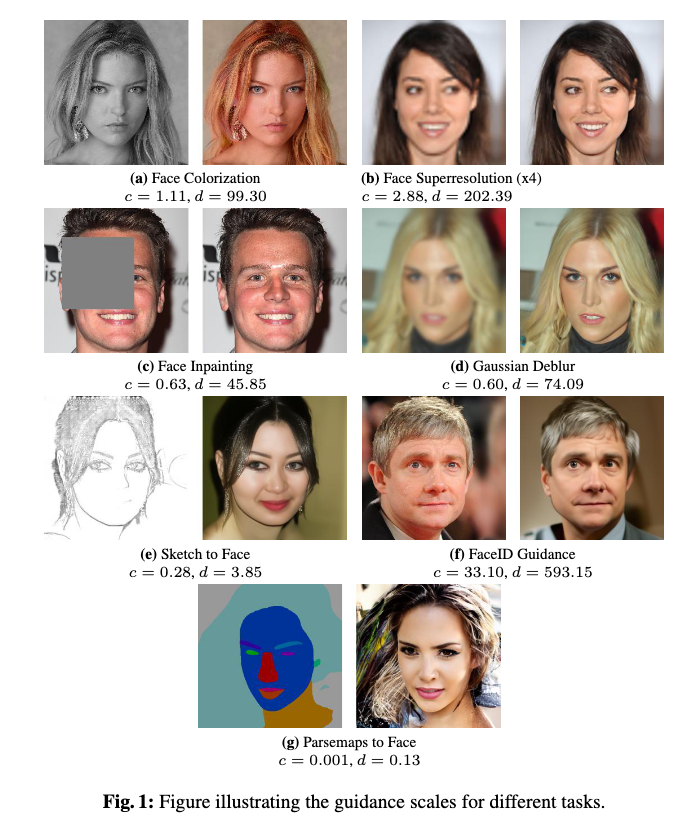 (a) Face Colorization
c = 1.11, d = 99.30
(b) Face Superresolution (x4)
c = 2.88, d = 202.39
isp
(c) Face Inpainting
c = 0.63, d = 45.85
(d) Gaussian Deblur
c = 0.60, d = 74.09
(e) Sketch to Face
c = 0.28, d = 3.85
(f) FaceID Guidance
c = 33.10, d = 593.15
(g) Parsemaps to Face
c = 0.001, d = 0.13
Fig. 1: Figure illustrating the guidance scales for different tasks.